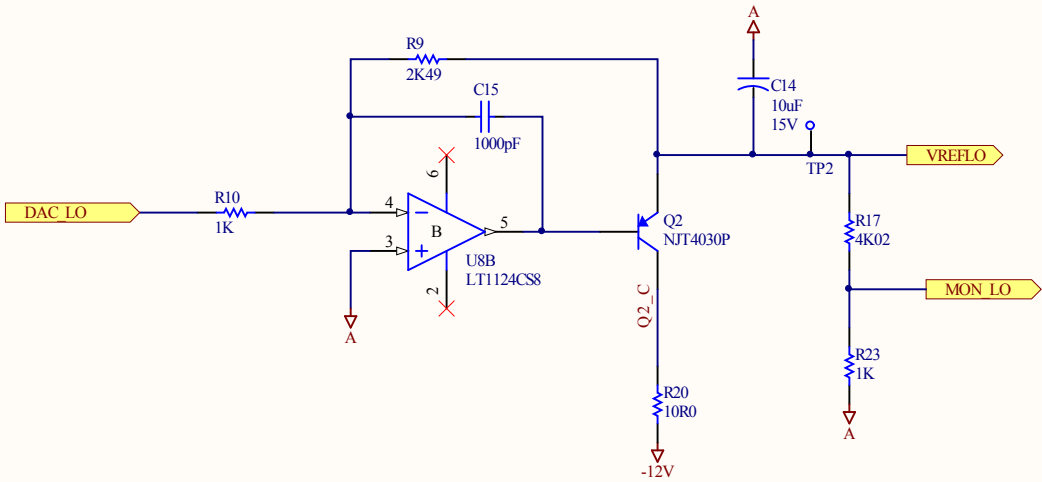 A
R9
2K49
C14
10uF
15V
C15
1000pF
TP2
VREFLO
6
DAC_LO
R10
1K
4
3
B
5
U8B
LT1124CS8
2
A
Q2
NJT4030P
Q2_C
R17
4K02
MON_LO
R23
1K
A
R20
10R0
-12V